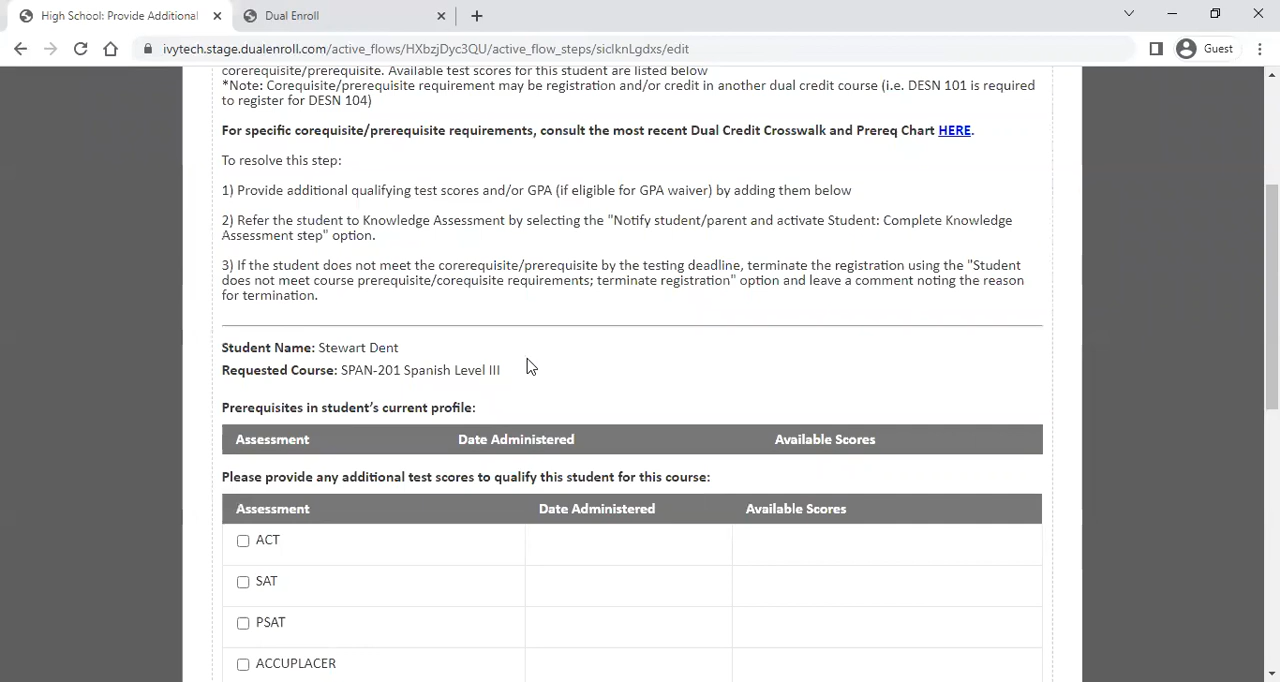 High School: Provide Additional
Dual Enroll
ivytech.stage.dualenroll.com/active_flows/HXbzjDyc3QU/active_flow_steps/siclknLgdxs/edit
Guest
corerequisite/prerequisite. Available test scores for this student are listed below
*Note: Corequisite/prerequisite requirement may be registration and/or credit in another dual credit course (i.e. DESN 101 is required
to register for DESN 104)
For specific corequisite/prerequisite requirements, consult the most recent Dual Credit Crosswalk and Prereq Chart HERE.
To resolve this step:
1) Provide additional qualifying test scores and/or GPA (if eligible for GPA waiver) by adding them below
2) Refer the student to Knowledge Assessment by selecting the "Notify student/parent and activate Student: Complete Knowledge
Assessment step" option.
3) If the student does not meet the corerequisite/prerequisite by the testing deadline, terminate the registration using the "Student
does not meet course prerequisite/corequisite requirements; terminate registration" option and leave a comment noting the reason
for termination.
Student Name: Stewart Dent
Requested Course: SPAN-201 Spanish Level III
Prerequisites in student's current profile:
Assessment Date Administered Available Scores
Please provide any additional test scores to qualify this student for this course:
Assessment Date Administered Available Scores
ACT
SAT
PSAT
ACCUPLACER